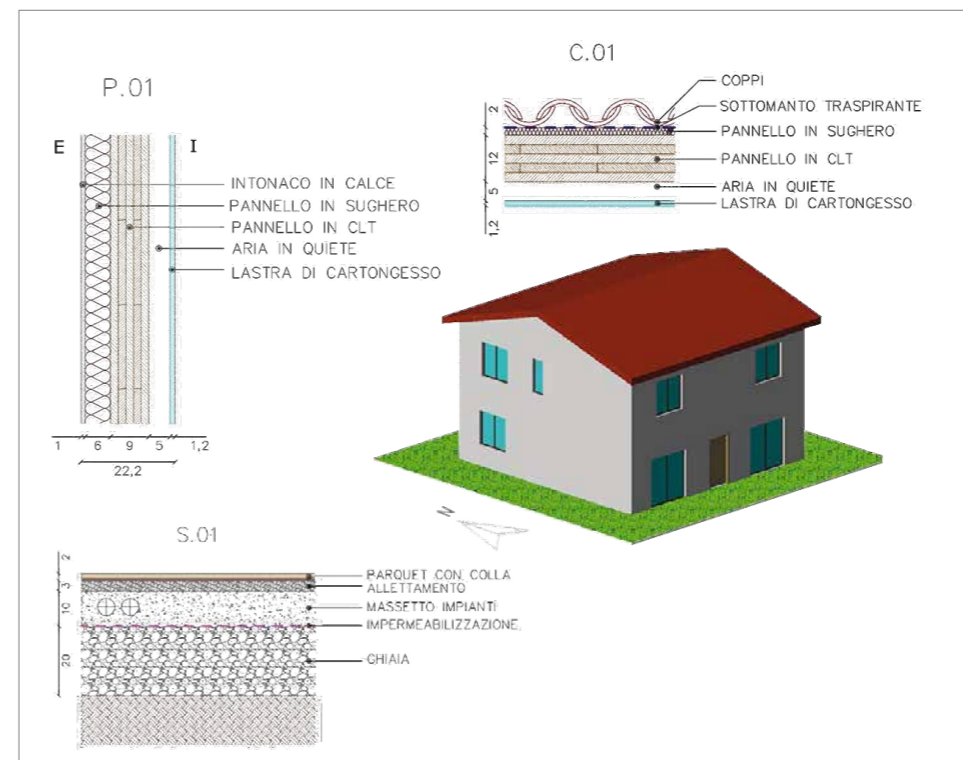 P.01
E
I
INTONACO IN CALCE
PANNELLO IN SUGHERO
PANNELLO IN CLT
ARIA IN QUIETE
LASTRA DI CARTONGESSO
1 6 9 5 1,2
22,2
C.01
COPPI
SOTTOMANTO TRASPIRANTE
PANNELLO IN SUGHERO
PANNELLO IN CLT
ARIA IN QUIETE
LASTRA DI CARTONGESSO
2
12
5
1,2
N
S.01
PARQUET CON COLLA
ALLETTAMENTO
MASSETTO IMPIANTI
IMPERMEABILIZZAZIONE
GHIAIA
2
3
10
20